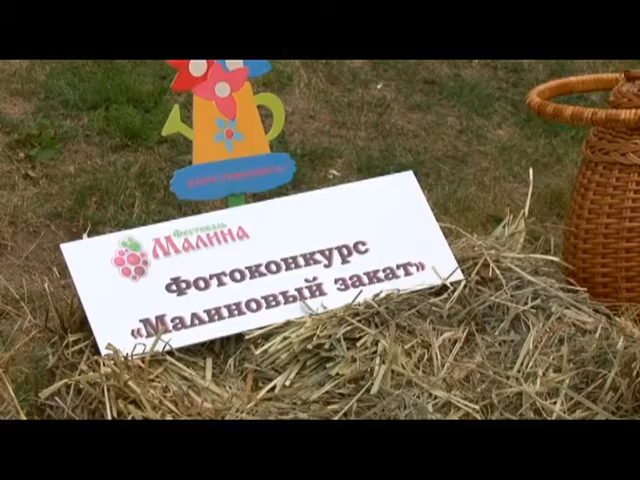 Фестиваль
Малина
Фотоконкурс
«Малиновый закат»